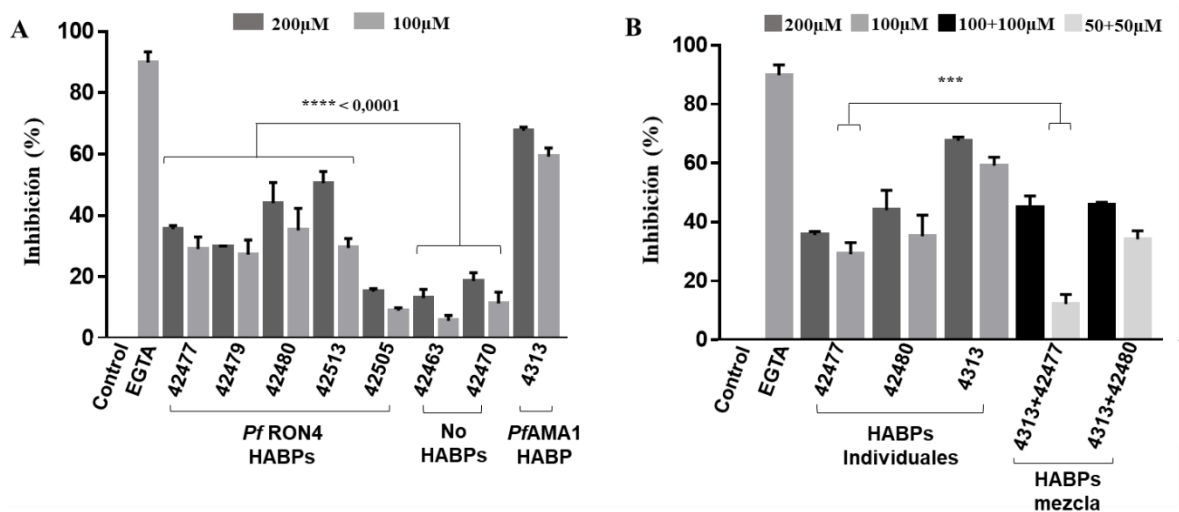 A
200µM 100µM
Inhibición (%)
100
80
60
40
20
0
**** < 0,0001
Control
EGTA
42477
42479
42480
42513
42505
42463
42470
4313
Pf RON4
HABPs
No
HABPs
PfAMA1
HABP
B
200µM 100µM 100+100µM 50+50µM
Inhibición (%)
100
80
60
40
20
0
***
Control
EGTA
42477
42480
4313
4313+42477
4313+42480
HABPs
Individuales
HABPs
mezcla